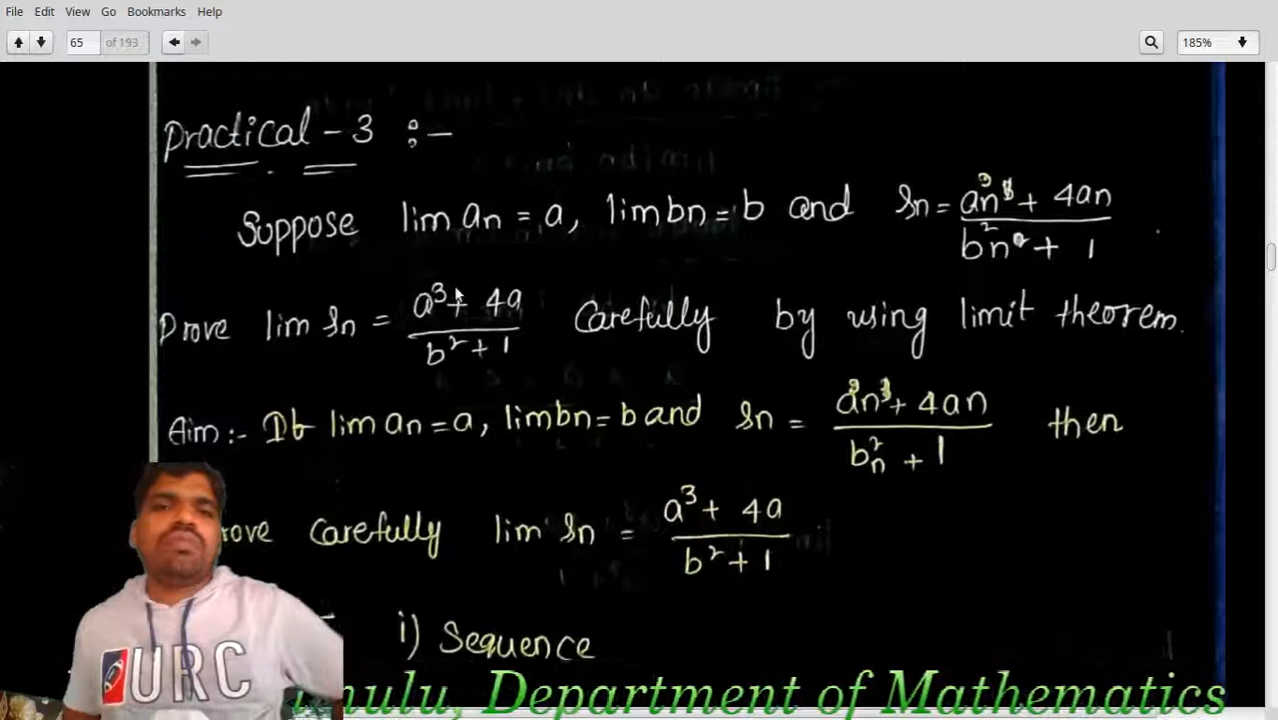 File Edit View Go Bookmarks Help
65 of 193 185%
Practical - 3 :-
Suppose lim an = a, lim bn = b and Sn = an³ + 4an / bn² + 1
Prove lim Sn = a³ + 4a / b² + 1 Carefully by using limit theorem.
Aim :- If lim an = a, lim bn = b and Sn = an³ + 4an / bn² + 1 then
rove Carefully lim Sn = a³ + 4a / b² + 1
i) Sequence
URC
mulu, Department of Mathematics